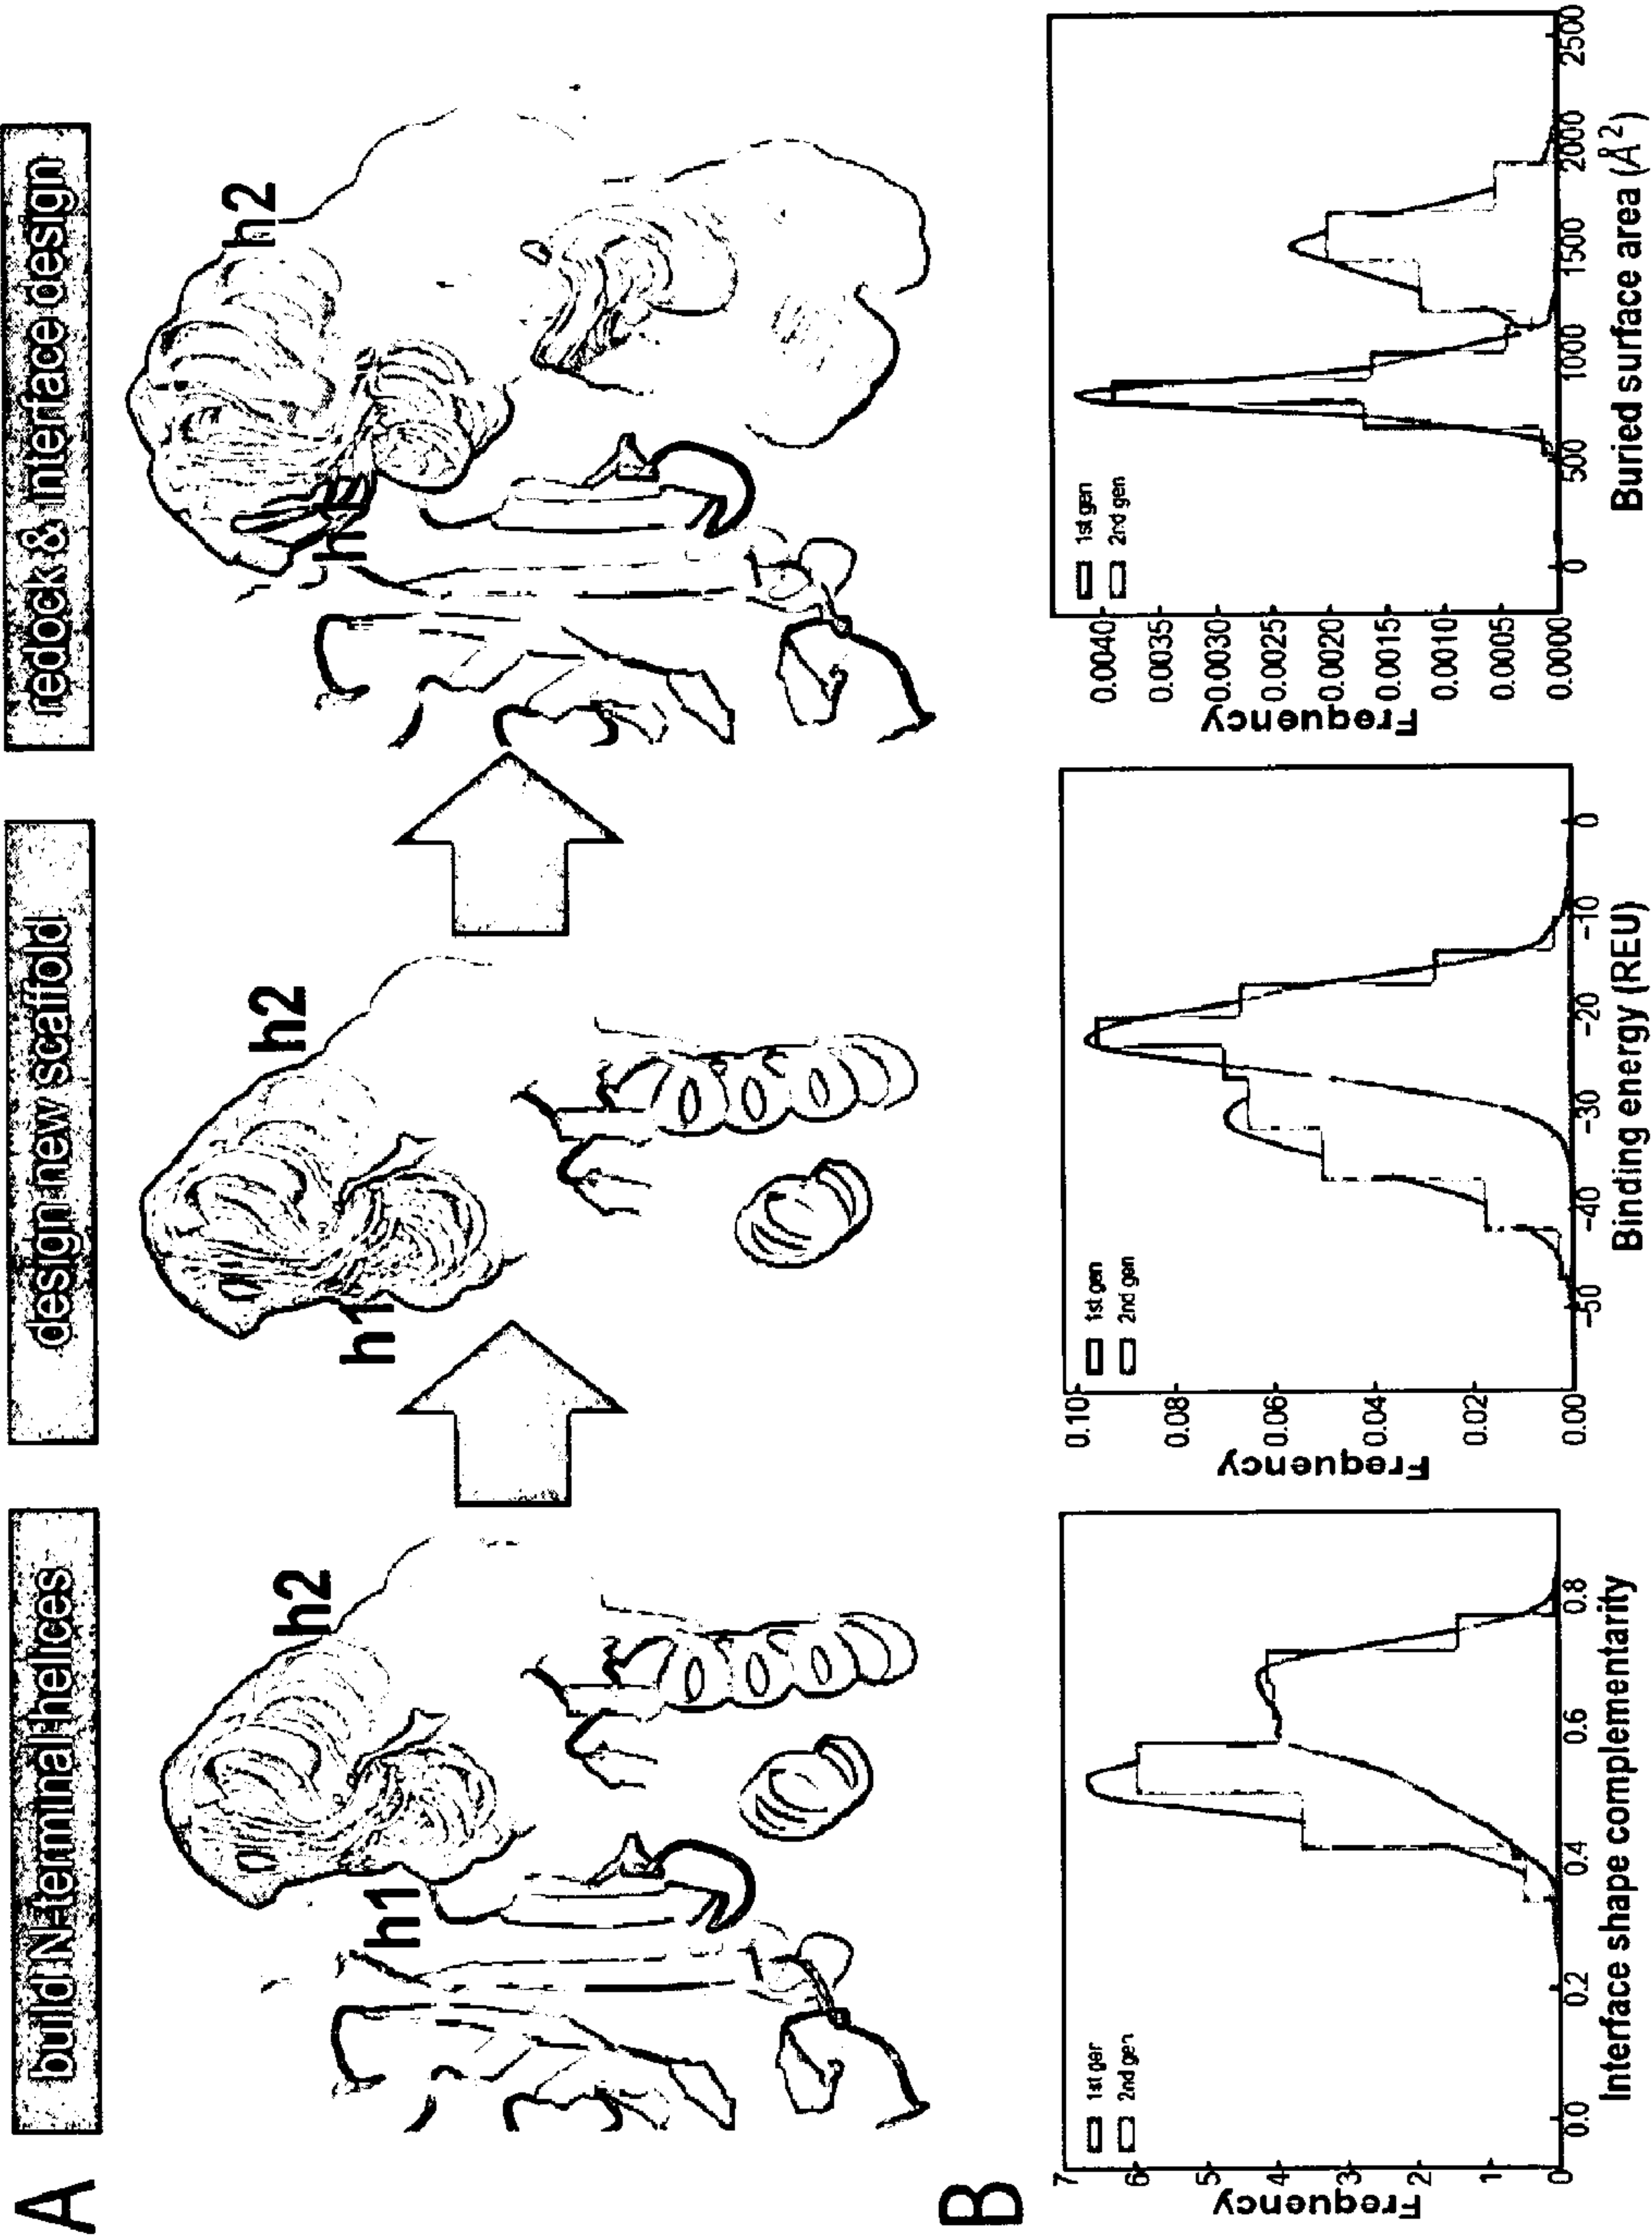 A
build N-terminal helices
design new scaffold
redock & interface design
h1
h2
h1
h2
h1
h2
B
Frequency
7
6
5
4
3
2
1
0
1st ger
2nd gen
0.0
0.2
0.4
0.6
0.8
Interface shape complementarity
Frequency
0.10
0.08
0.06
0.04
0.02
0.00
1st gen
2nd gen
-50
-40
-30
-20
-10
0
Binding energy (REU)
Frequency
0.0040
0.0035
0.0030
0.0025
0.0020
0.0015
0.0010
0.0005
0.0000
1st gen
2nd gen
0
500
1000
1500
2000
2500
Buried surface area (Å²)